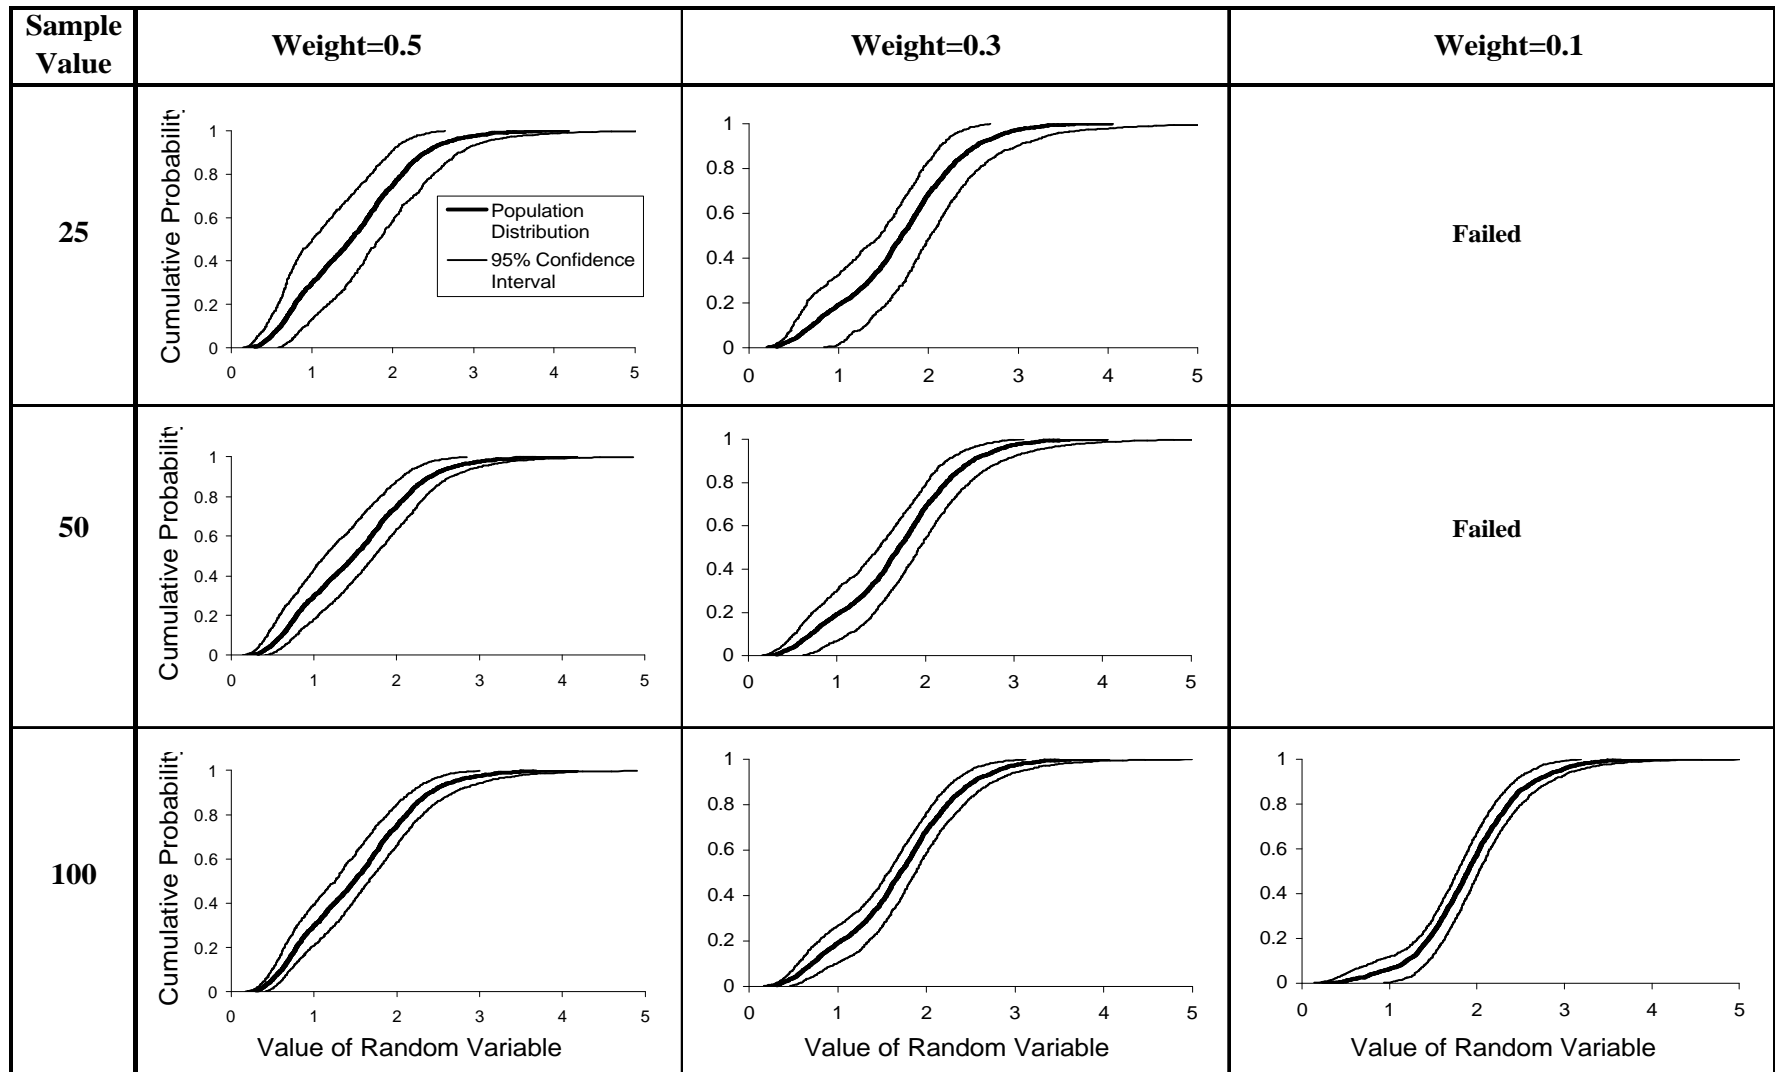 Sample
Value
Weight=0.5
Weight=0.3
Weight=0.1
25
Cumulative Probability
1
0.8
0.6
0.4
0.2
0
0 1 2 3 4 5
Population
Distribution
95% Confidence
Interval
1
0.8
0.6
0.4
0.2
0
0 1 2 3 4 5
Failed
50
Cumulative Probability
1
0.8
0.6
0.4
0.2
0
0 1 2 3 4 5
1
0.8
0.6
0.4
0.2
0
0 1 2 3 4 5
Failed
100
Cumulative Probability
1
0.8
0.6
0.4
0.2
0
0 1 2 3 4 5
Value of Random Variable
1
0.8
0.6
0.4
0.2
0
0 1 2 3 4 5
Value of Random Variable
1
0.8
0.6
0.4
0.2
0
0 1 2 3 4 5
Value of Random Variable